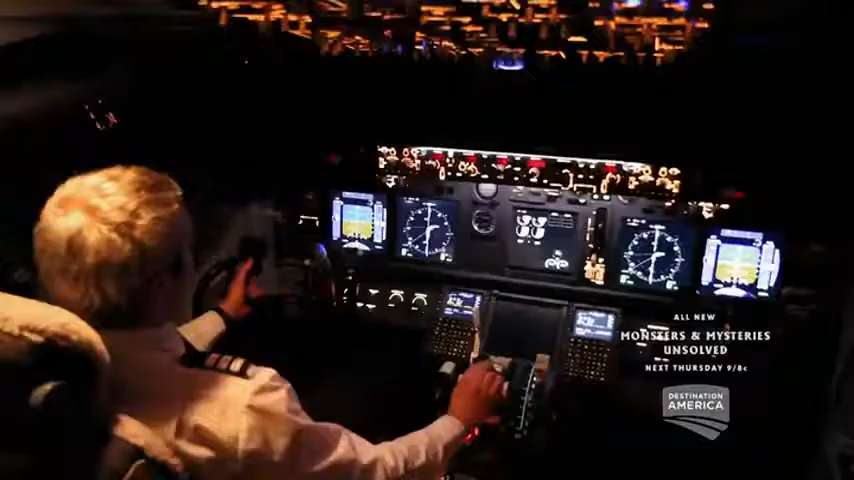 ALL NEW
MONSTERS & MYSTERIES
UNSOLVED
NEXT THURSDAY 9/8c
DESTINATION
AMERICA